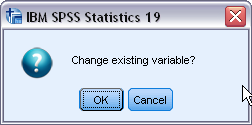 IBM SPSS Statistics 19
Change existing variable?
OK
Cancel